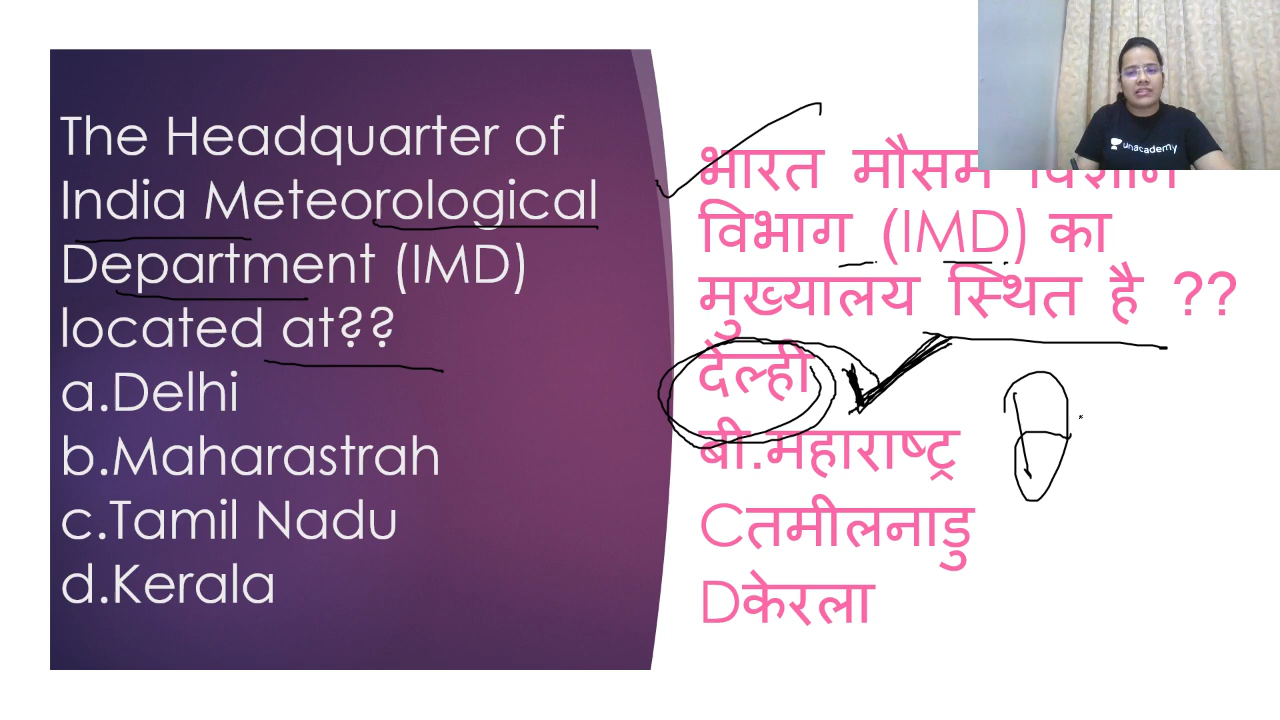 The Headquarter of
India Meteorological
Department (IMD)
located at??
a.Delhi
b.Maharastrah
c.Tamil Nadu
d.Kerala
भारत मौसम विज्ञान
विभाग (IMD) का
मुख्यालय स्थित है ??
देल्ही
बी.महाराष्ट्र
Cतमीलनाडु
Dकेरला
unacademy